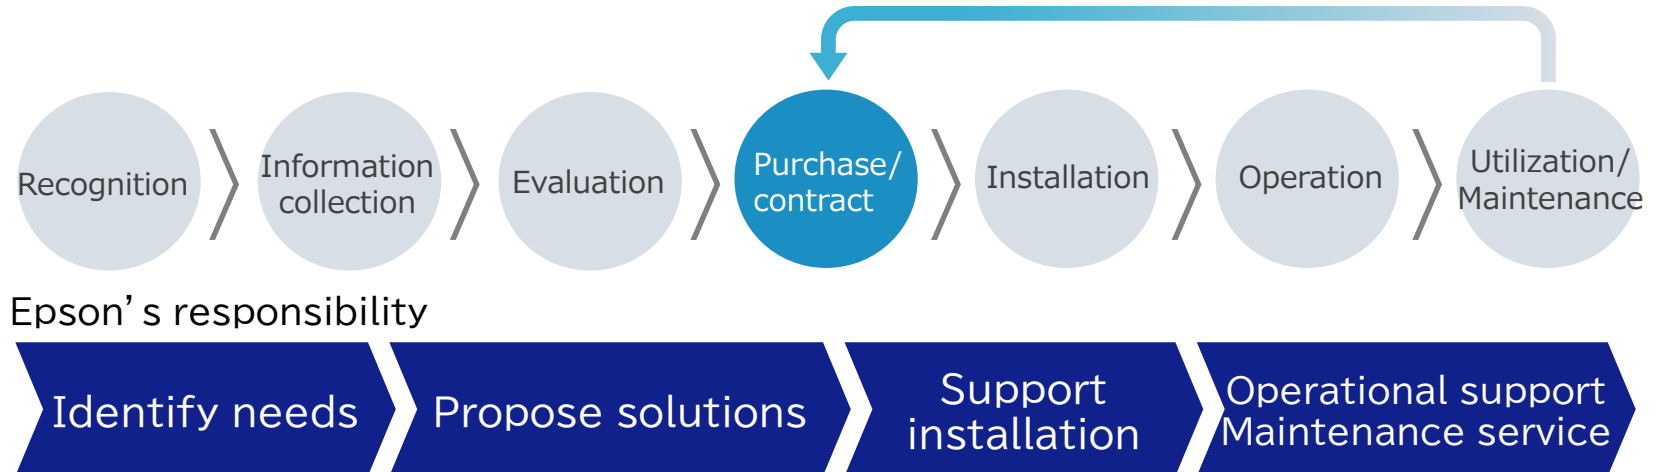 Recognition
Information
collection
Evaluation
Purchase/
contract
Installation
Operation
Utilization/
Maintenance
Epson’s responsibility
Identify needs
Propose solutions
Support
installation
Operational support
Maintenance service